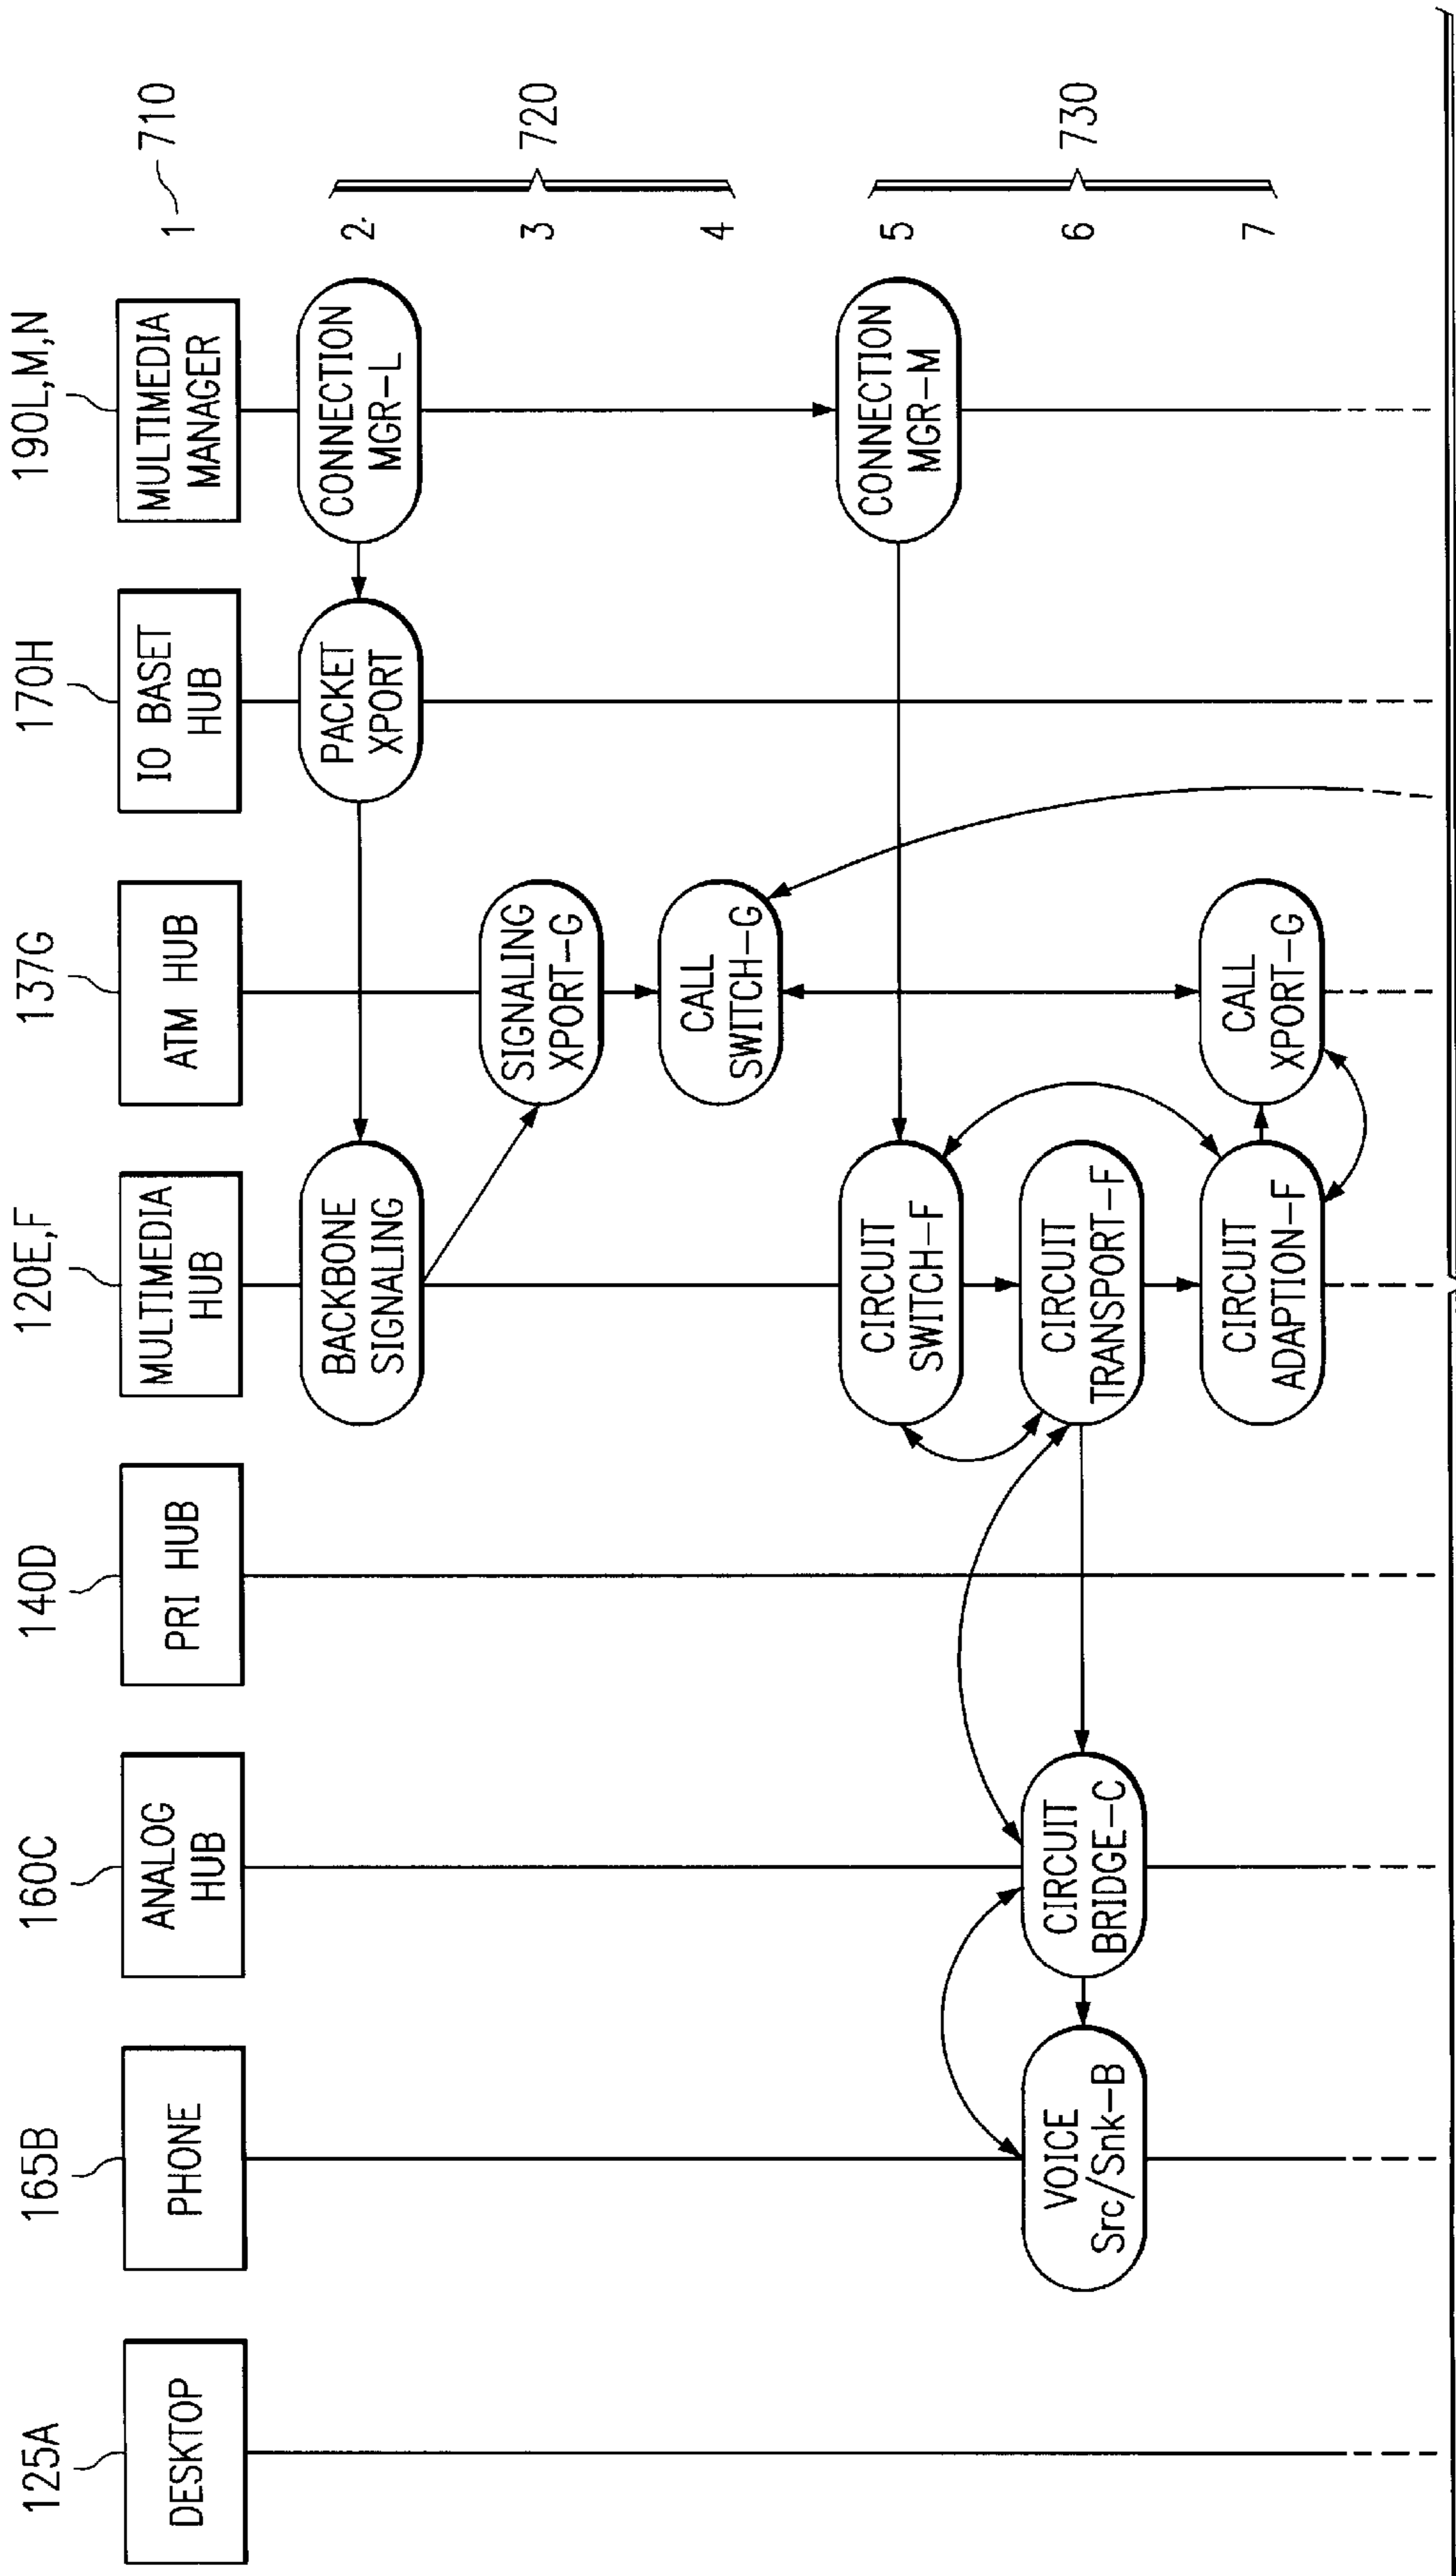 125A
165B
160C
140D
120E,F
137G
170H
190L,M,N
DESKTOP
PHONE
ANALOG
HUB
PRI HUB
MULTIMEDIA
HUB
ATM HUB
IO BASET
HUB
MULTIMEDIA
MANAGER
1
710
BACKBONE
SIGNALING
PACKET
XPORT
CONNECTION
MGR-L
2
SIGNALING
XPORT-G
3
720
CALL
SWITCH-G
4
CIRCUIT
SWITCH-F
CONNECTION
MGR-M
5
VOICE
Src/Snk-B
CIRCUIT
BRIDGE-C
CIRCUIT
TRANSPORT-F
6
730
CIRCUIT
ADAPTION-F
CALL
XPORT-G
7